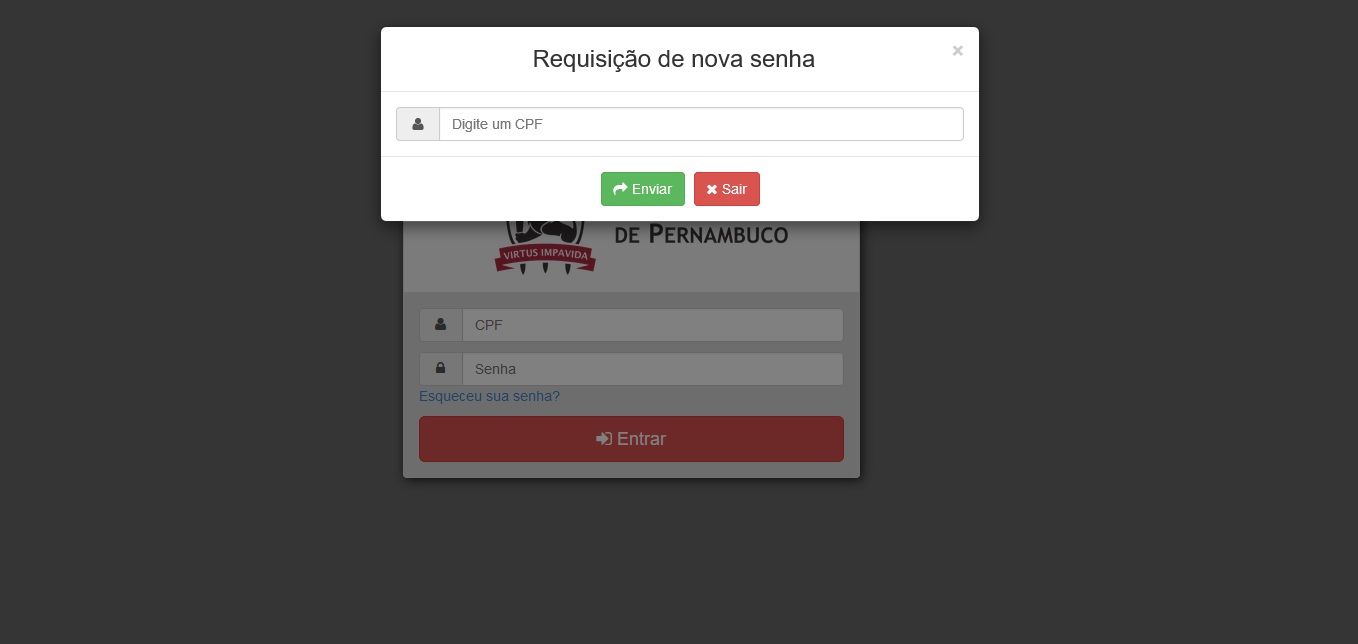 Requisição de nova senha
×
Digite um CPF
Enviar
Sair
DE PERNAMBUCO
VIRTUS IMPAVIDA
CPF
Senha
Esqueceu sua senha?
Entrar